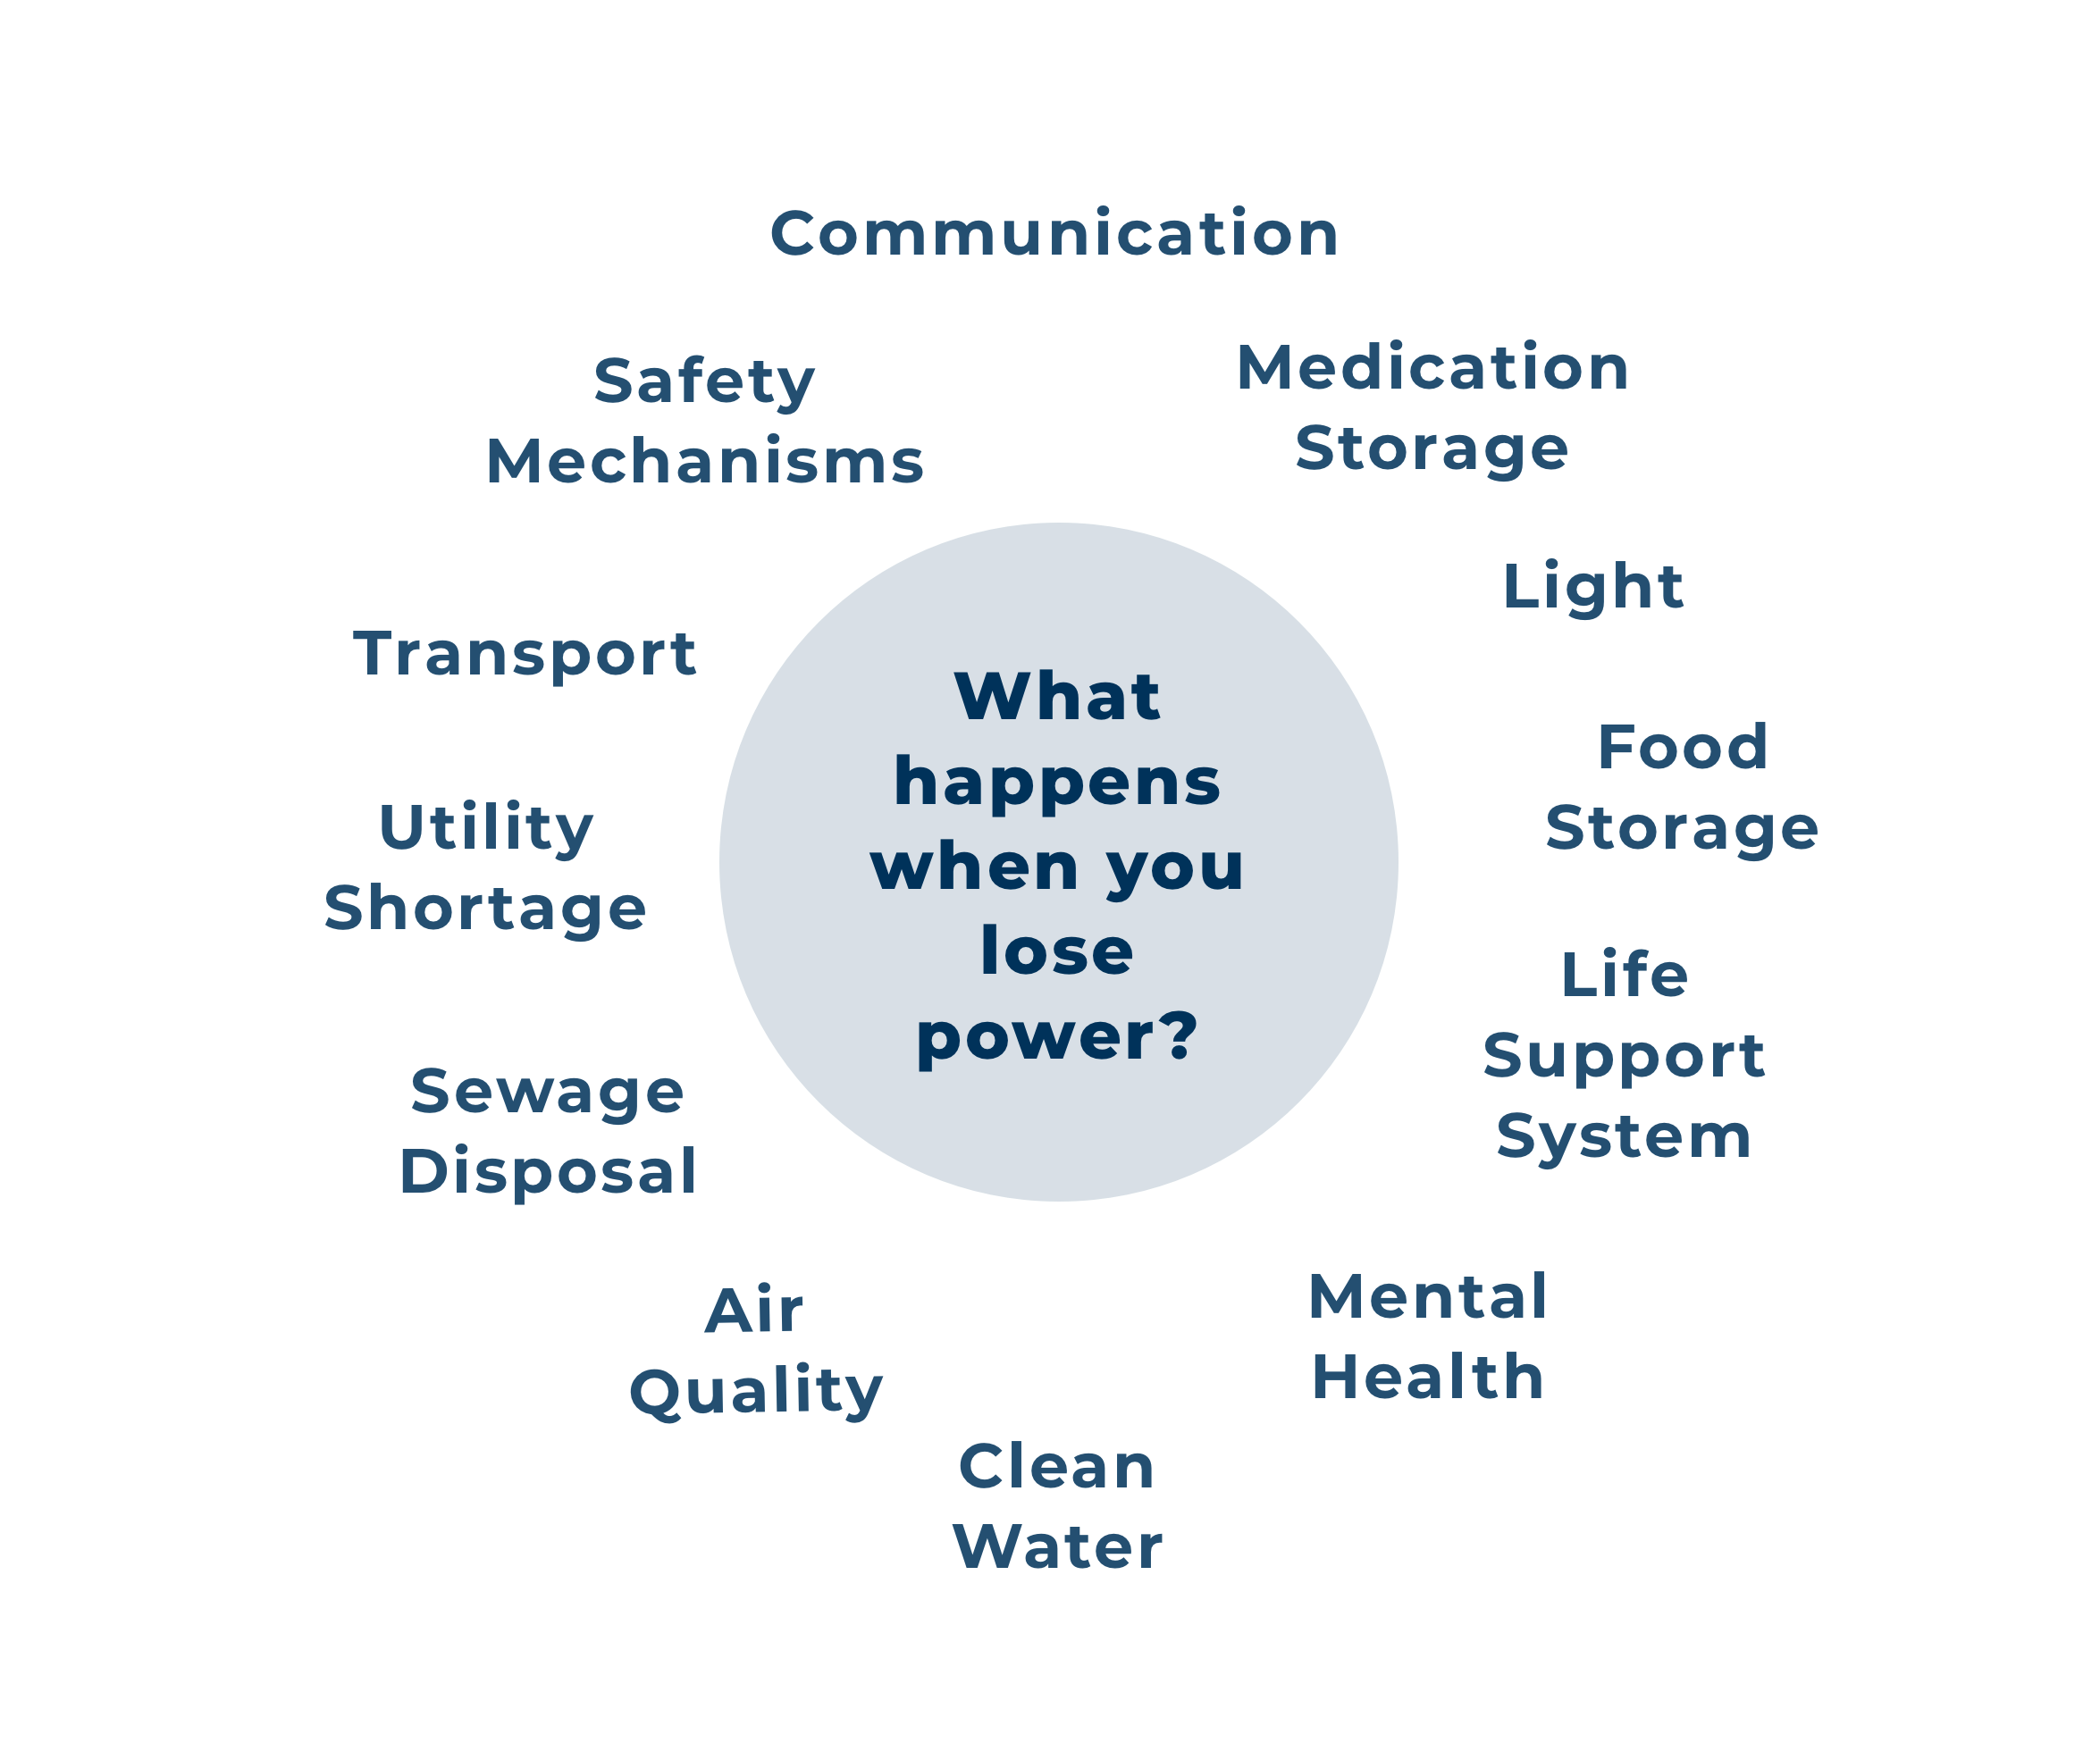 Communication
Safety
Mechanisms
Medication
Storage
Light
Transport
What
happens
when you
lose
power?
Food
Storage
Utility
Shortage
Life
Support
System
Sewage
Disposal
Air
Quality
Mental
Health
Clean
Water